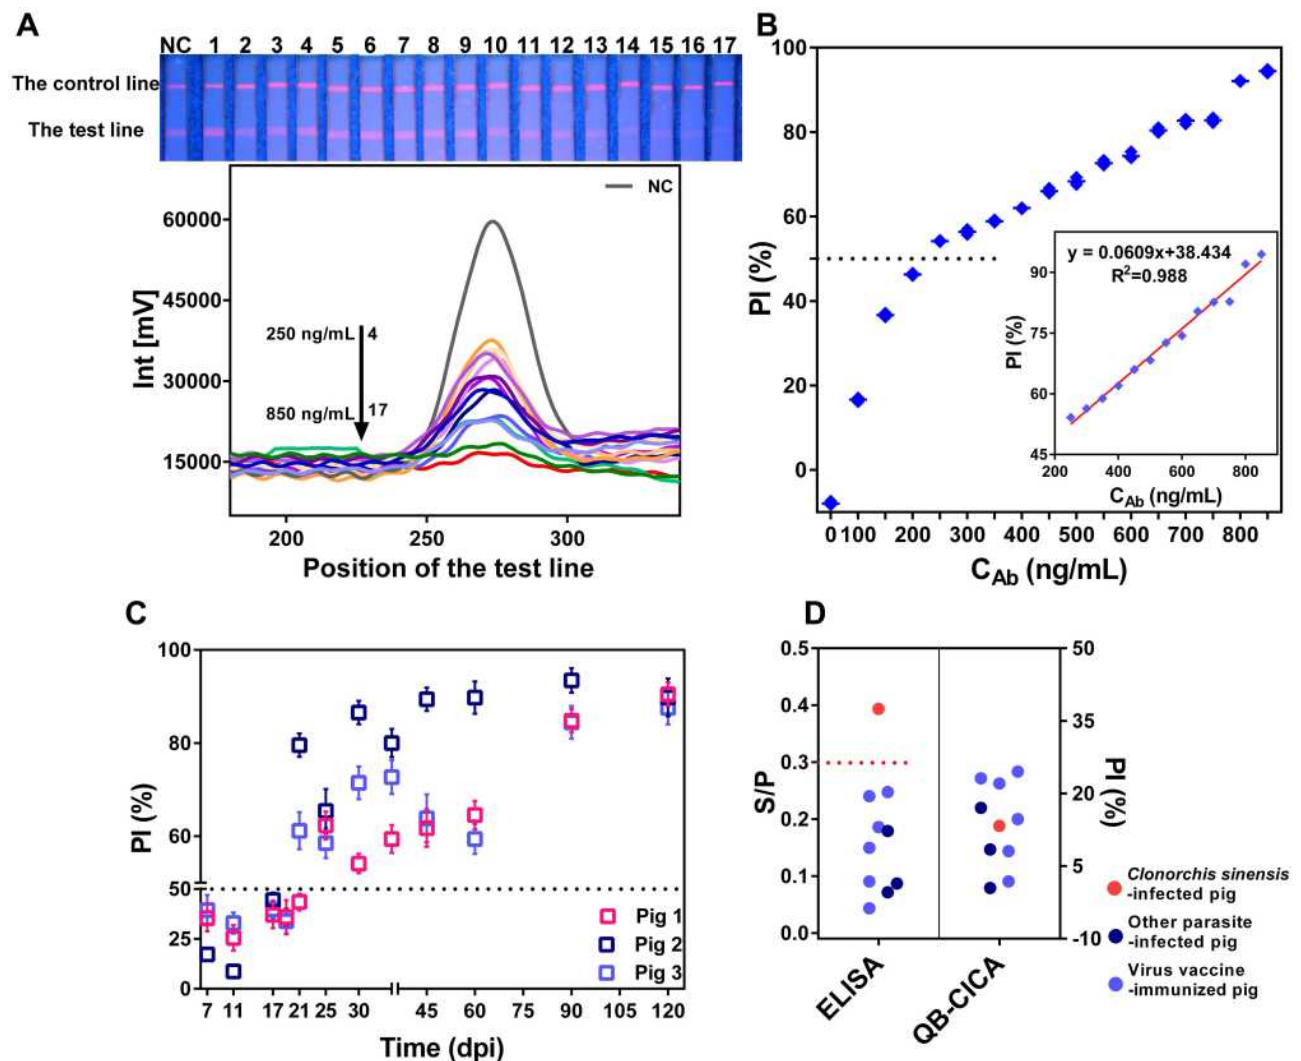 A
NC 1 2 3 4 5 6 7 8 9 10 11 12 13 14 15 16 17
The control line
The test line
NC
60000
45000
30000
15000
Int [mV]
250 ng/mL 4
850 ng/mL 17
200 250 300
Position of the test line
B
100
80
60
40
20
0
PI (%)
0 100 200 300 400 500 600 700 800
C_Ab (ng/mL)
y = 0.0609x+38.434
R²=0.988
90
75
60
45
PI (%)
200 400 600 800
C_Ab (ng/mL)
C
100
80
60
50
25
0
PI (%)
Pig 1
Pig 2
Pig 3
7 11 17 21 25 30 45 60 75 90 105 120
Time (dpi)
D
0.5
0.4
0.3
0.2
0.1
0.0
S/P
50
35
20
5
-10
PI (%)
ELISA
QB-CICA
Clonorchis sinensis
-infected pig
Other parasite
-infected pig
Virus vaccine
-immunized pig